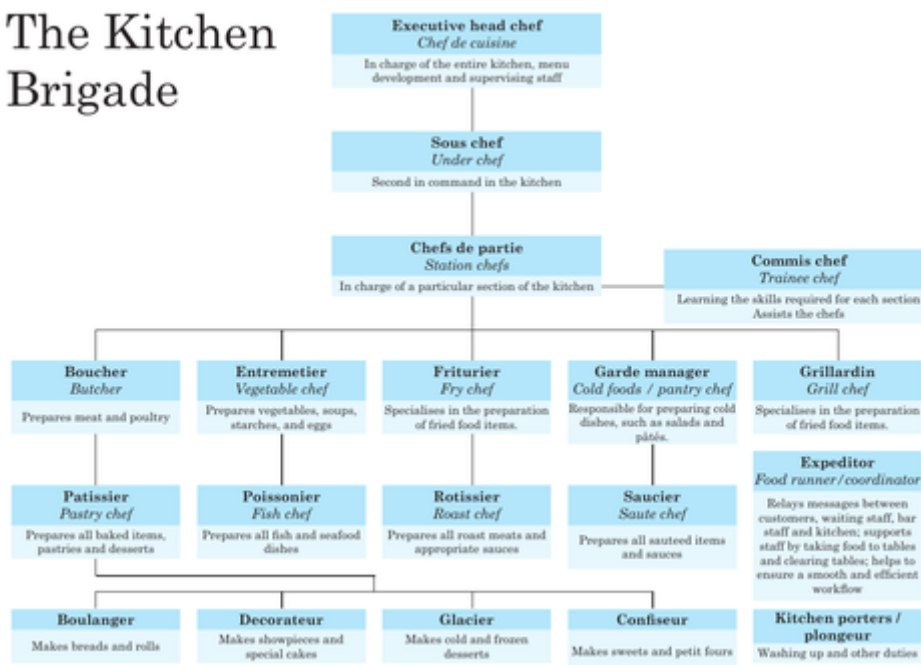 The Kitchen
Brigade
Executive head chef
Chef de cuisine
In charge of the entire kitchen, menu
development and supervising staff
Sous chef
Under chef
Second in command in the kitchen
Chefs de partie
Station chefs
In charge of a particular section of the kitchen
Commis chef
Trainee chef
Learning the skills required for each section
Assists the chefs
Boucher
Butcher
Prepares meat and poultry
Entremetier
Vegetable chef
Prepares vegetables, soups,
starches, and eggs
Friturier
Fry chef
Specialises in the preparation
of fried food items.
Garde manager
Cold foods / pantry chef
Responsible for preparing cold
dishes, such as salads and
pâtés.
Grillardin
Grill chef
Specialises in the preparation
of fried food items.
Patissier
Pastry chef
Prepares all baked items,
pastries and desserts
Poissonier
Fish chef
Prepares all fish and seafood
dishes
Rotissier
Roast chef
Prepares all roast meats and
appropriate sauces
Saucier
Saute chef
Prepares all sauteed items
and sauces
Expeditor
Food runner/coordinator
Relays messages between
customers, waiting staff, bar
staff and kitchen; supports
staff by taking food to tables
and clearing tables; helps to
ensure a smooth and efficient
workflow
Boulanger
Makes breads and rolls
Decorateur
Makes showpieces and
special cakes
Glacier
Makes cold and frozen
desserts
Confiseur
Makes sweets and petit fours
Kitchen porters /
plongeur
Washing up and other duties